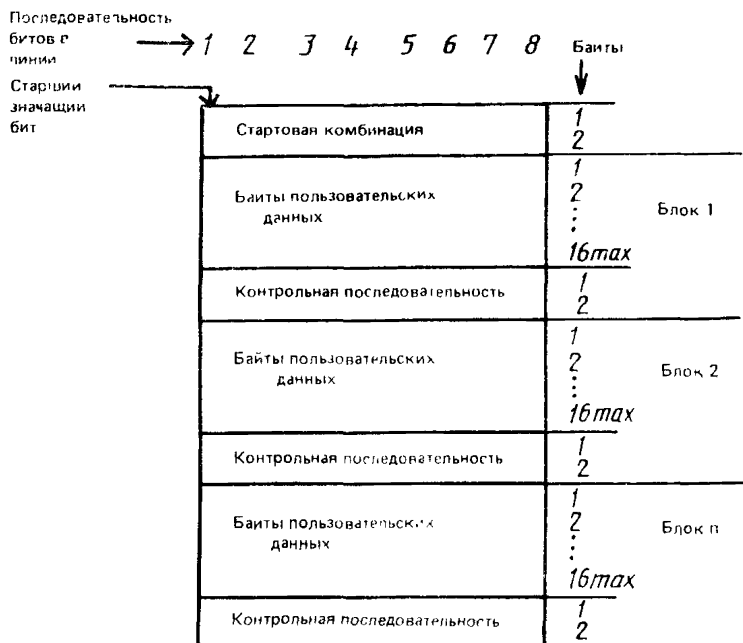 Последовательность
битов в
линии
1 2 3 4 5 6 7 8
Байты
Старший
значащий
бит
Стартовая комбинация
1
2
Байты пользовательских
данных
1
2
⋮
16max
Блок 1
Контрольная последовательность
1
2
Байты пользовательских
данных
1
2
⋮
16max
Блок 2
Контрольная последовательность
1
2
Байты пользовательских
данных
1
2
⋮
16max
Блок n
Контрольная последовательность
1
2